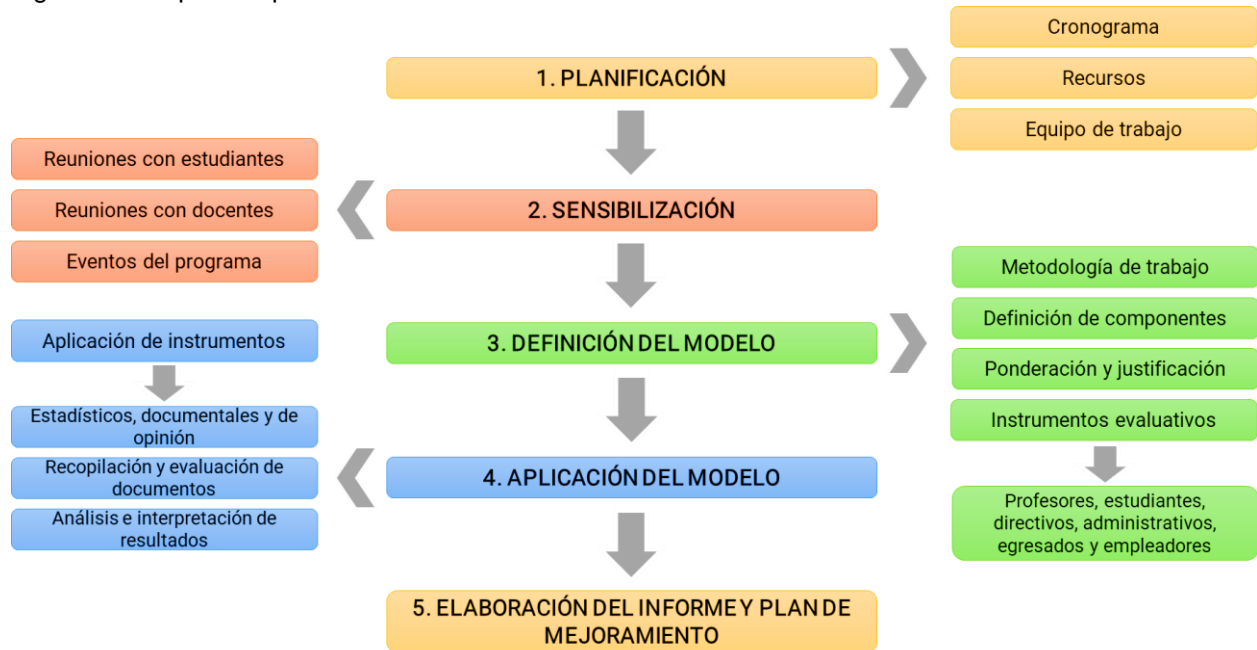 Cronograma
1. PLANIFICACIÓN
Recursos
Equipo de trabajo
Reuniones con estudiantes
Reuniones con docentes
2. SENSIBILIZACIÓN
Eventos del programa
Metodología de trabajo
Definición de componentes
Aplicación de instrumentos
3. DEFINICIÓN DEL MODELO
Ponderación y justificación
Instrumentos evaluativos
Estadísticos, documentales y de
opinión
Recopilación y evaluación de
documentos
4. APLICACIÓN DEL MODELO
Análisis e interpretación de
resultados
Profesores, estudiantes,
directivos, administrativos,
egresados y empleadores
5. ELABORACIÓN DEL INFORME Y PLAN DE
MEJORAMIENTO